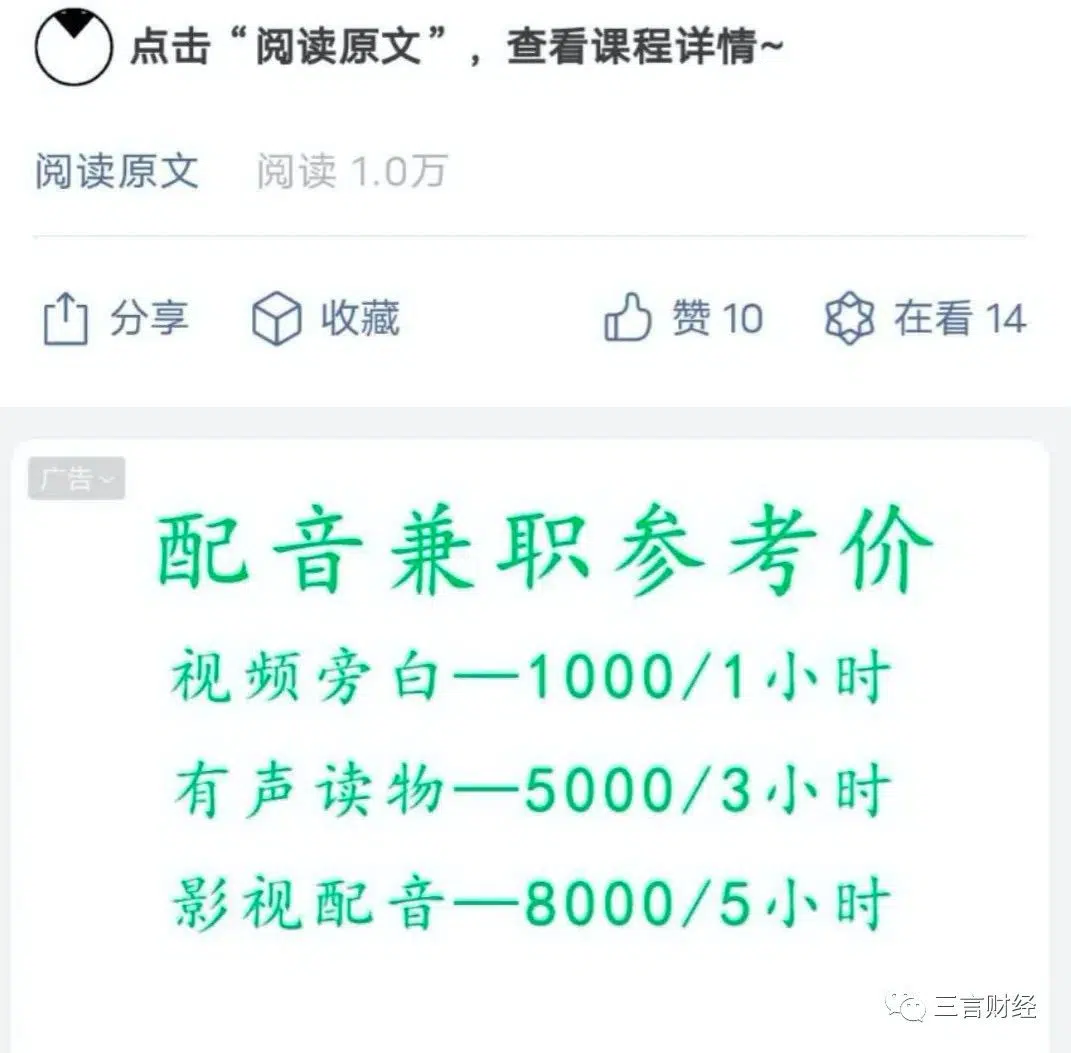 点击“阅读原文”，查看课程详情~
阅读原文 阅读 1.0万
分享 收藏 赞 10 在看 14
广告
配音兼职参考价
视频旁白—1000/1小时
有声读物—5000/3小时
影视配音—8000/5小时
三言财经